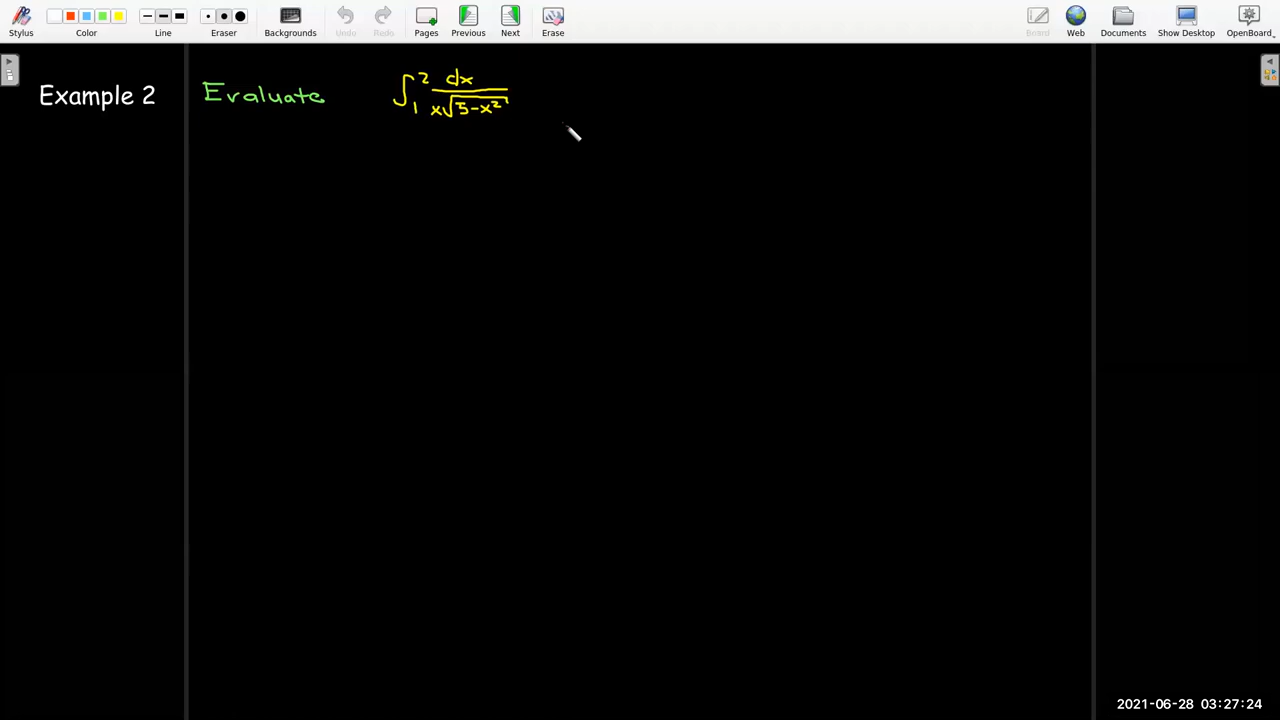 Stylus Color Line Eraser Backgrounds Undo Redo Pages Previous Next Erase Board Web Documents Show Desktop OpenBoard
Example 2 Evaluate ∫₁² dx / (x√(5-x²))
2021-06-28 03:27:24